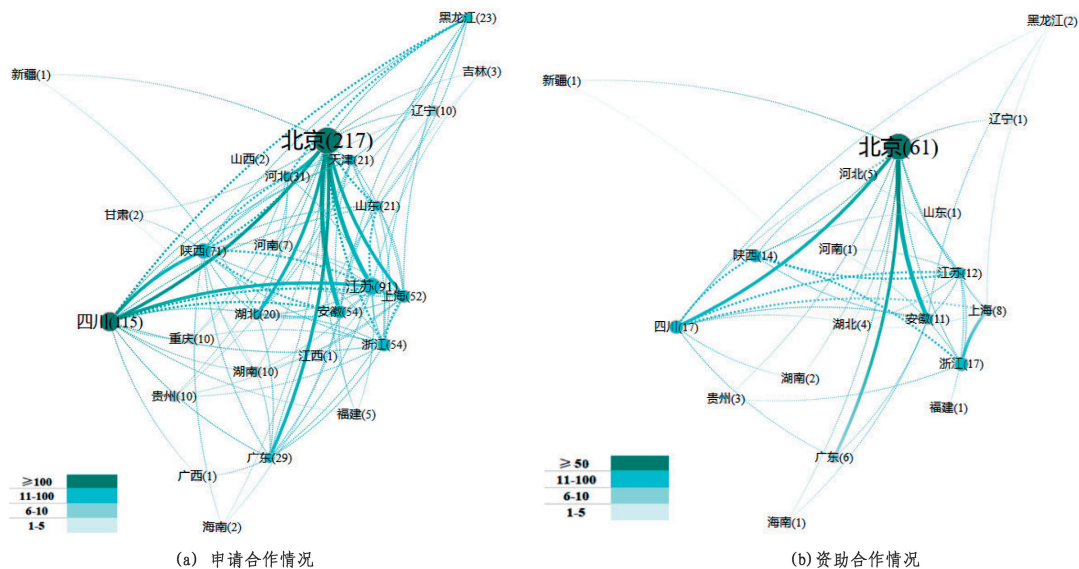 黑龙江(23)
新疆(1)
吉林(3)
辽宁(10)
北京(217)
山西(2)
天津(21)
河北(31)
甘肃(2)
山东(21)
陕西(71)
河南(7)
江苏(91)
上海(52)
四川(115)
湖北(20)
安徽(54)
重庆(10)
浙江(54)
江西(1)
湖南(10)
贵州(10)
福建(5)
广东(29)
广西(1)
海南(2)
≥100
11-100
6-10
1-5
(a) 申请合作情况
黑龙江(2)
新疆(1)
辽宁(1)
北京(61)
河北(5)
山东(1)
陕西(14)
河南(1)
江苏(12)
四川(17)
湖北(4)
安徽(11)
上海(8)
浙江(17)
湖南(2)
贵州(3)
福建(1)
广东(6)
海南(1)
≥50
11-100
6-10
1-5
(b)资助合作情况